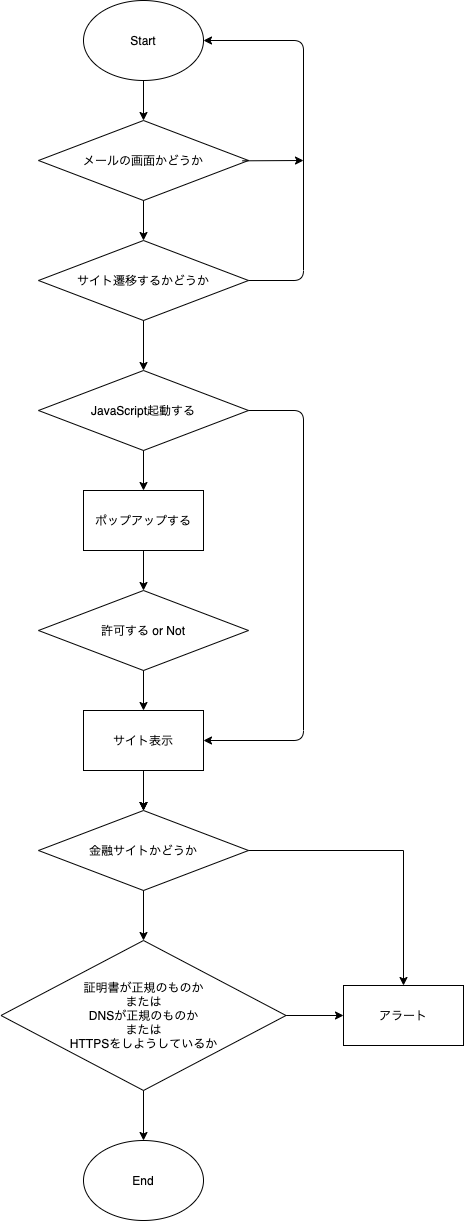 Start
メールの画面かどうか
サイト遷移するかどうか
JavaScript起動する
ポップアップする
許可する or Not
サイト表示
金融サイトかどうか
証明書が正規のものか
または
DNSが正規のものか
または
HTTPSをしようしているか
アラート
End